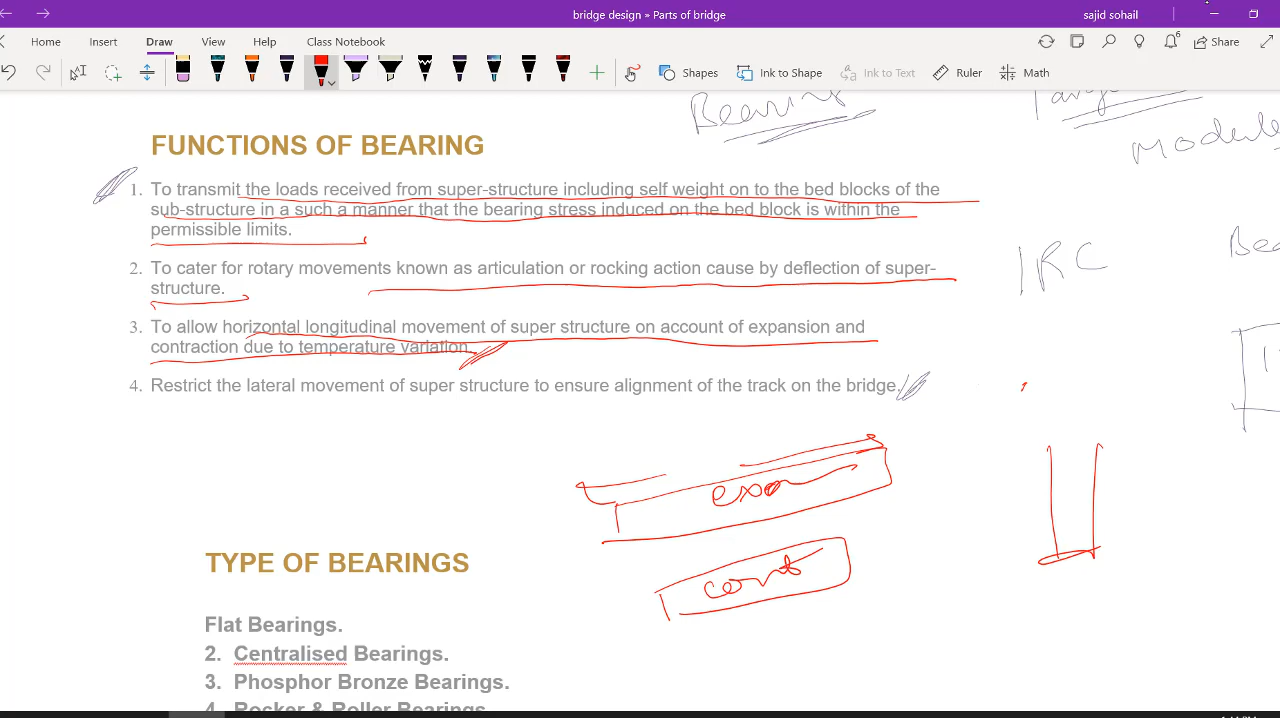 bridge design » Parts of bridge
sajid sohail
Home Insert Draw View Help Class Notebook
Share
Shapes Ink to Shape Ink to Text Ruler Math
Bearing
Module
FUNCTIONS OF BEARING
1. To transmit the loads received from super-structure including self weight on to the bed blocks of the
sub-structure in a such a manner that the bearing stress induced on the bed block is within the
permissible limits.
2. To cater for rotary movements known as articulation or rocking action cause by deflection of super-
structure.
IRC
3. To allow horizontal longitudinal movement of super structure on account of expansion and
contraction due to temperature variation.
4. Restrict the lateral movement of super structure to ensure alignment of the track on the bridge.
cont
TYPE OF BEARINGS
Flat Bearings.
2. Centralised Bearings.
3. Phosphor Bronze Bearings.
4. Rocker & Roller Bearings